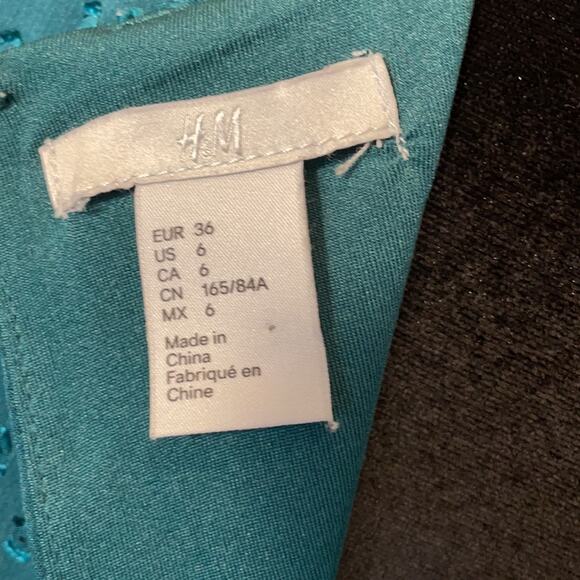 H&M
EUR 36
US 6
CA 6
CN 165/84A
MX 6
Made in
China
Fabriqué en
Chine